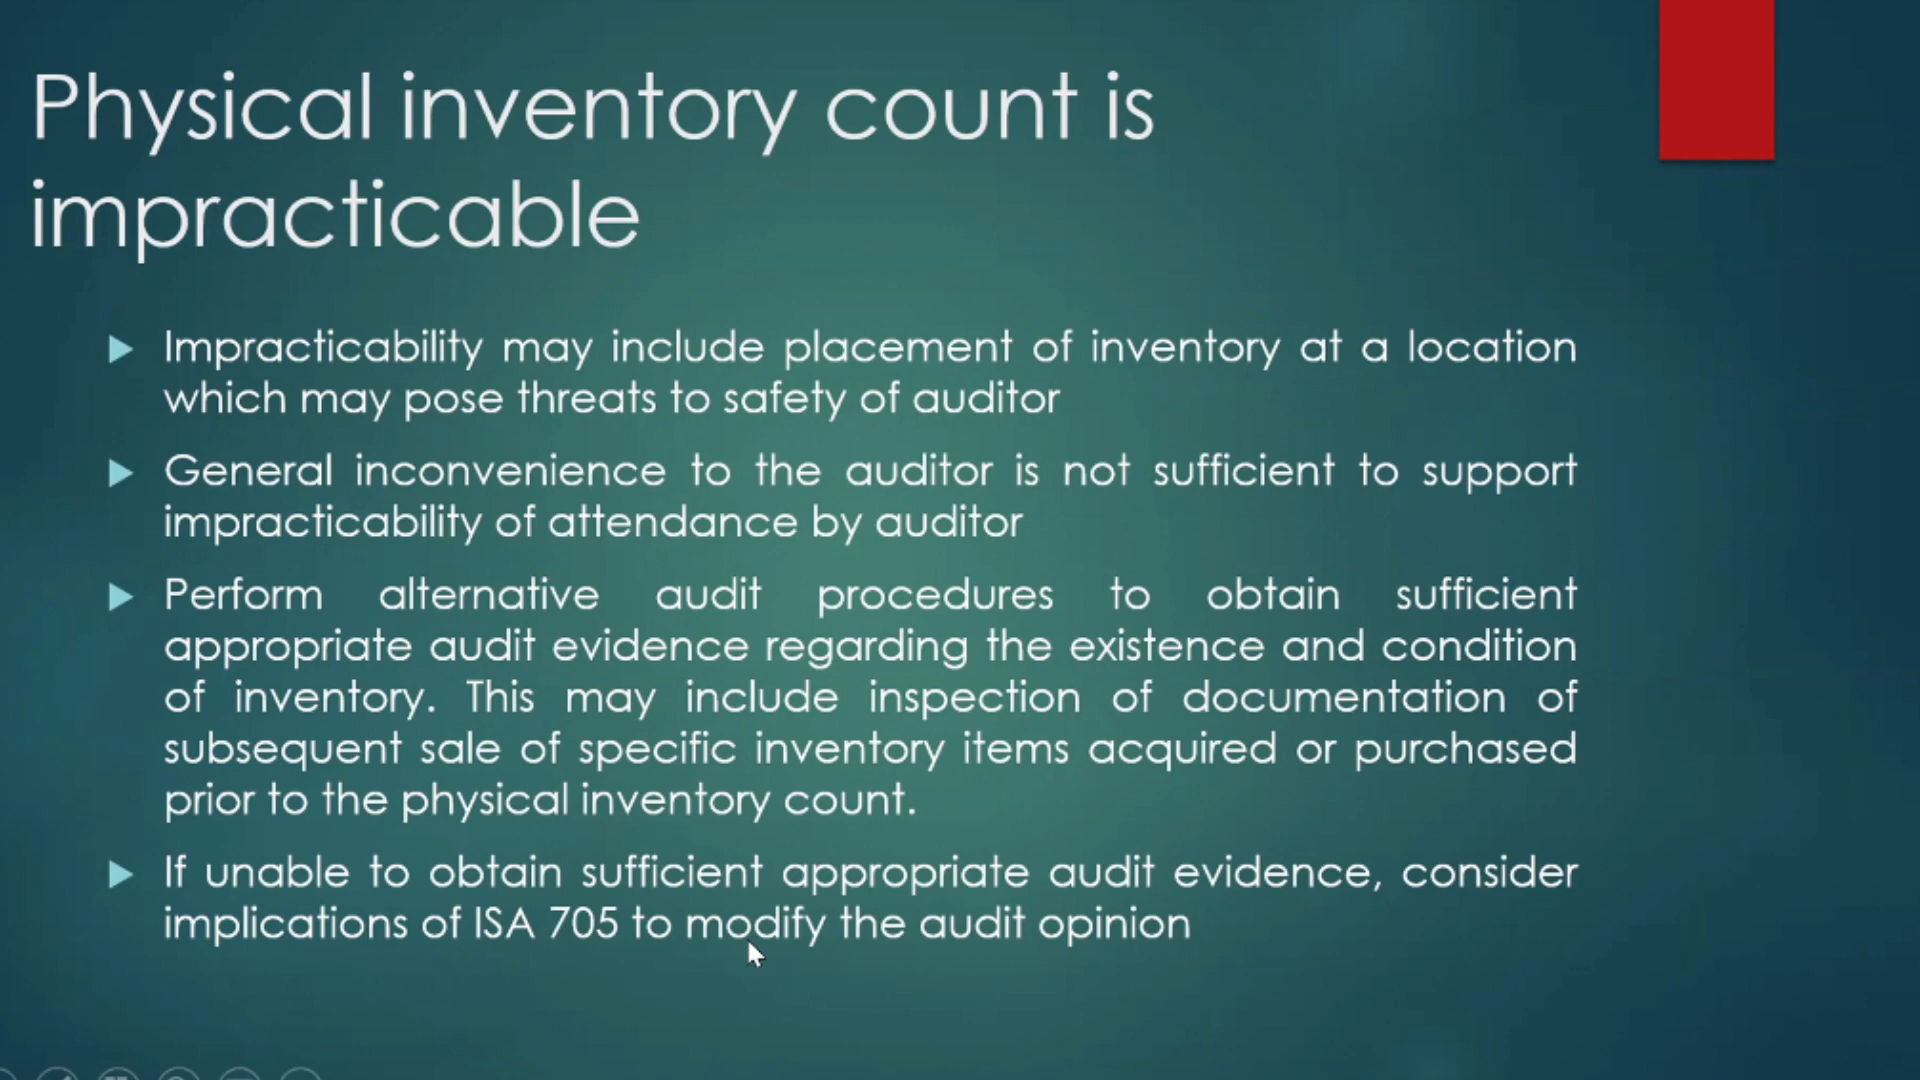 Physical inventory count is
impracticable
Impracticability may include placement of inventory at a location
which may pose threats to safety of auditor
General inconvenience to the auditor is not sufficient to support
impracticability of attendance by auditor
Perform alternative audit procedures to obtain sufficient
appropriate audit evidence regarding the existence and condition
of inventory. This may include inspection of documentation of
subsequent sale of specific inventory items acquired or purchased
prior to the physical inventory count.
If unable to obtain sufficient appropriate audit evidence, consider
implications of ISA 705 to modify the audit opinion